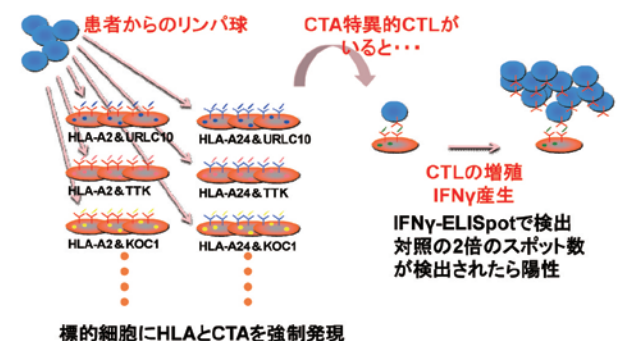 患者からのリンパ球
CTA特異的CTLが
いると・・・
HLA-A2&URLC10
HLA-A24&URLC10
HLA-A2&TTK
HLA-A24&TTK
HLA-A2&KOC1
HLA-A24&KOC1
CTLの増殖
IFNγ産生
IFNγ-ELISpotで検出
対照の2倍のスポット数
が検出されたら陽性
標的細胞にHLAとCTAを強制発現